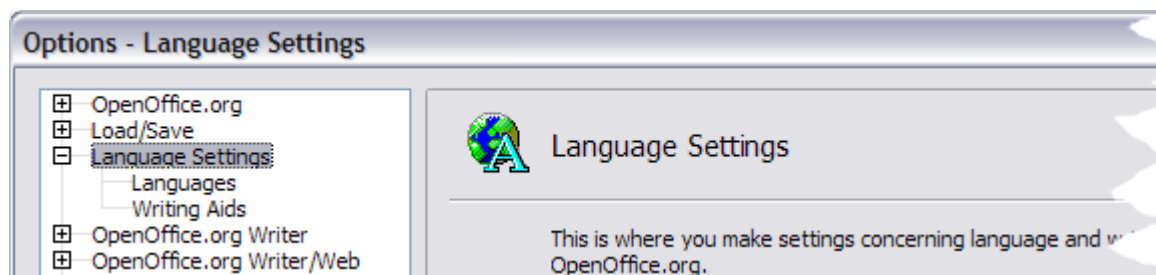 Options - Language Settings
OpenOffice.org
Load/Save
Language Settings
Languages
Writing Aids
OpenOffice.org Writer
OpenOffice.org Writer/Web
Language Settings
This is where you make settings concerning language and
OpenOffice.org.